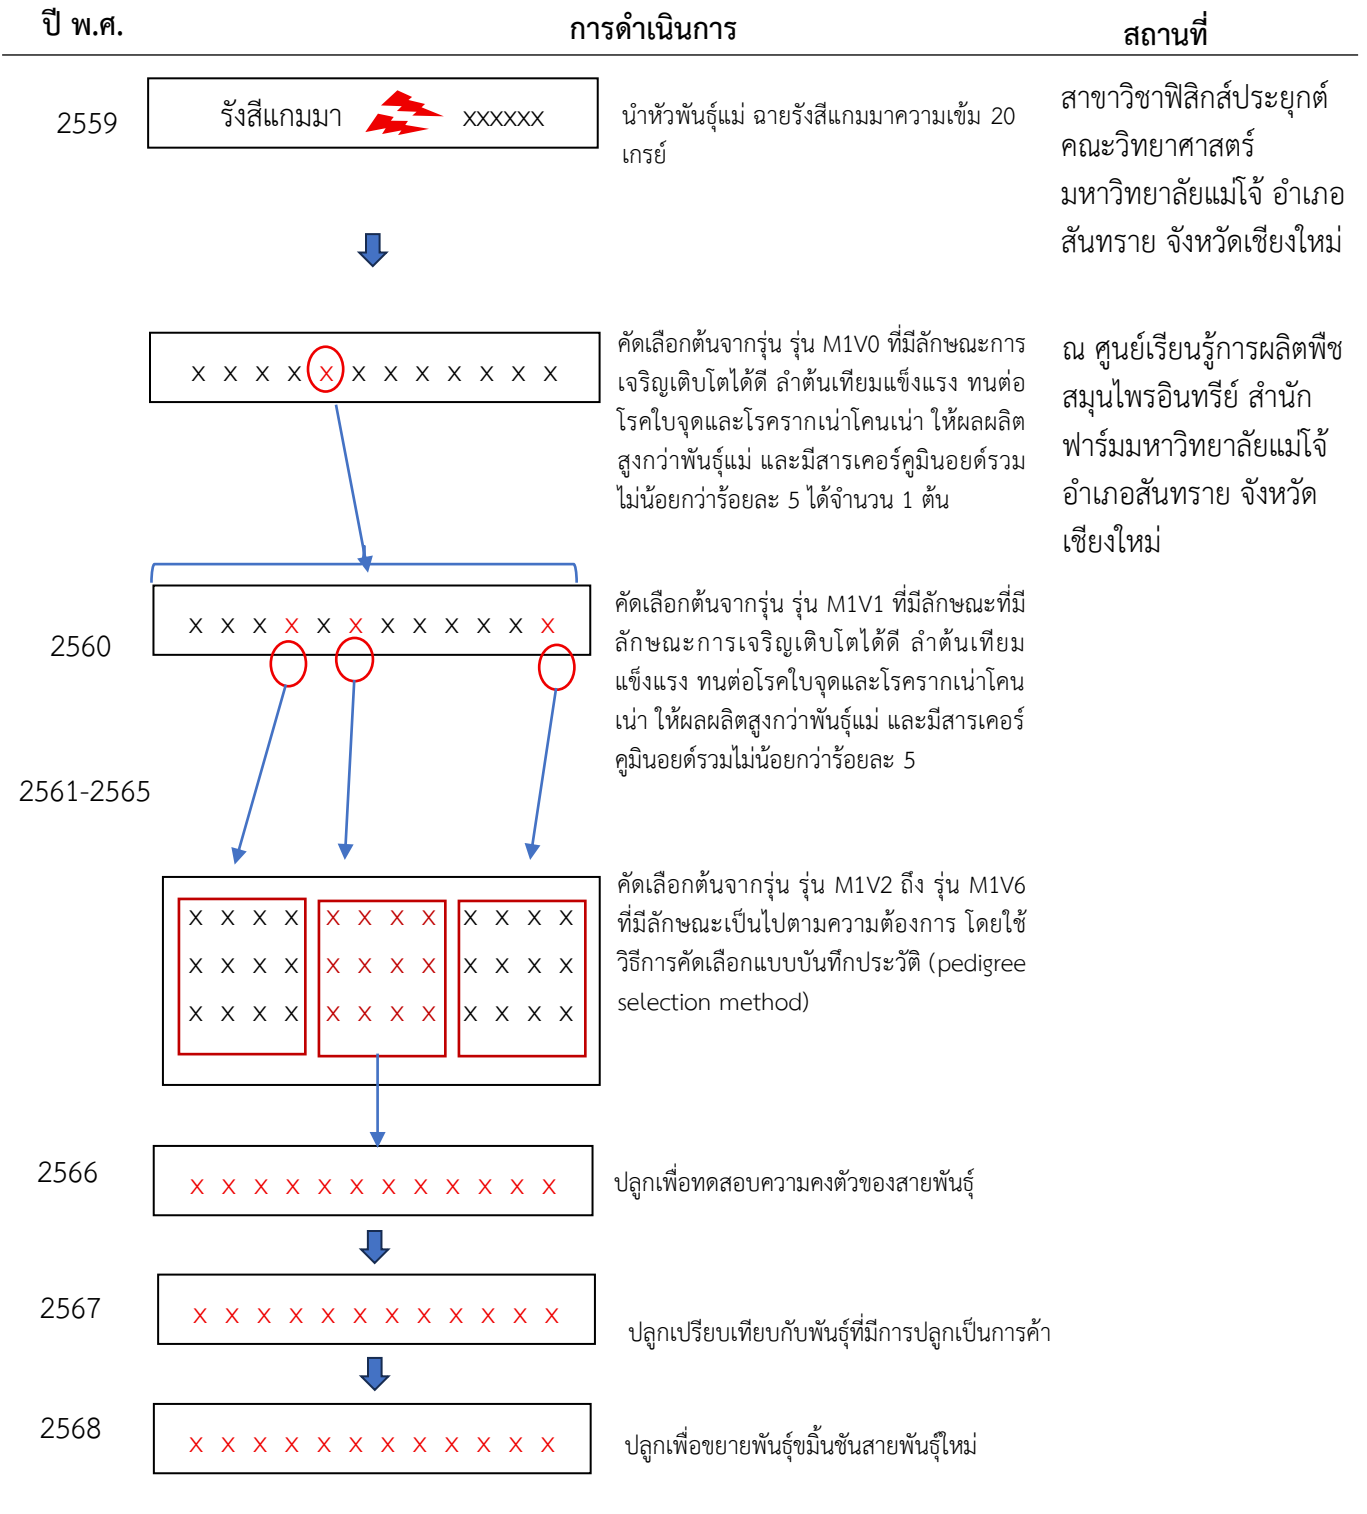 ปี พ.ศ. การดำเนินการ สถานที่
2559
รังสีแกมมา xxxxxx
นำหัวพันธุ์แม่ ฉายรังสีแกมมาความเข้ม 20
เกรย์
สาขาวิชาฟิสิกส์ประยุกต์
คณะวิทยาศาสตร์
มหาวิทยาลัยแม่โจ้ อำเภอ
สันทราย จังหวัดเชียงใหม่
X X X X X X X X X X X X
คัดเลือกต้นจากรุ่น รุ่น M1V0 ที่มีลักษณะการ
เจริญเติบโตได้ดี ลำต้นเทียมแข็งแรง ทนต่อ
โรคใบจุดและโรครากเน่าโคนเน่า ให้ผลผลิต
สูงกว่าพันธุ์แม่ และมีสารเคอร์คูมินอยด์รวม
ไม่น้อยกว่าร้อยละ 5 ได้จำนวน 1 ต้น
ณ ศูนย์เรียนรู้การผลิตพืช
สมุนไพรอินทรีย์ สำนัก
ฟาร์มมหาวิทยาลัยแม่โจ้
อำเภอสันทราย จังหวัด
เชียงใหม่
2560
X X X X X X X X X X X X
คัดเลือกต้นจากรุ่น รุ่น M1V1 ที่มีลักษณะที่มี
ลักษณะการเจริญเติบโตได้ดี ลำต้นเทียม
แข็งแรง ทนต่อโรคใบจุดและโรครากเน่าโคน
เน่า ให้ผลผลิตสูงกว่าพันธุ์แม่ และมีสารเคอร์
คูมินอยด์รวมไม่น้อยกว่าร้อยละ 5
2561-2565
X X X X X X X X X X X X
X X X X X X X X X X X X
X X X X X X X X X X X X
คัดเลือกต้นจากรุ่น รุ่น M1V2 ถึง รุ่น M1V6
ที่มีลักษณะเป็นไปตามความต้องการ โดยใช้
วิธีการคัดเลือกแบบบันทึกประวัติ (pedigree
selection method)
2566
X X X X X X X X X X X X
ปลูกเพื่อทดสอบความคงตัวของสายพันธุ์
2567
X X X X X X X X X X X X
ปลูกเปรียบเทียบกับพันธุ์ที่มีการปลูกเป็นการค้า
2568
X X X X X X X X X X X X
ปลูกเพื่อขยายพันธุ์ขมิ้นชันสายพันธุ์ใหม่